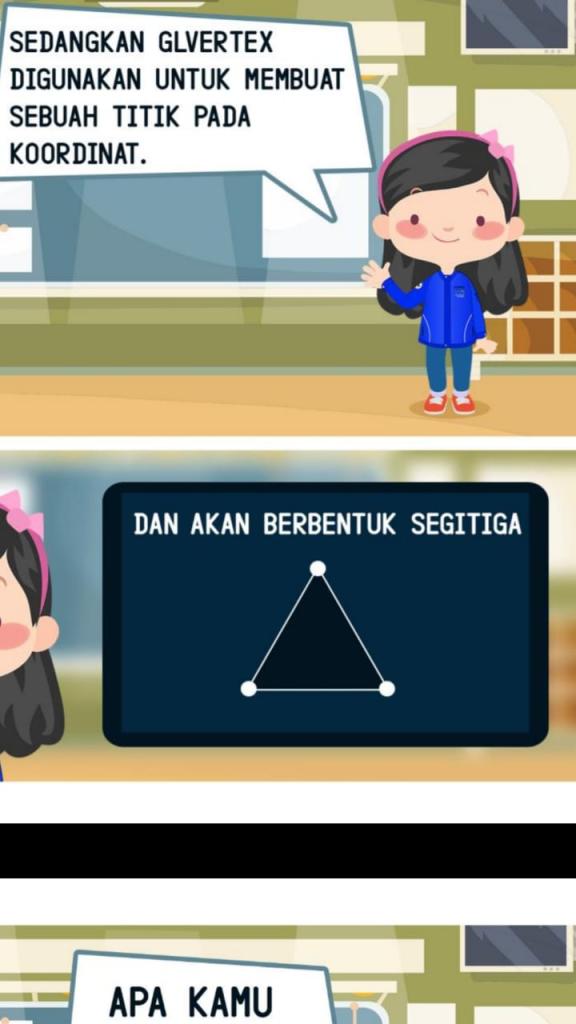 SEDANGKAN GLVERTEX
DIGUNAKAN UNTUK MEMBUAT
SEBUAH TITIK PADA
KOORDINAT.
DAN AKAN BERBENTUK SEGITIGA
APA KAMU